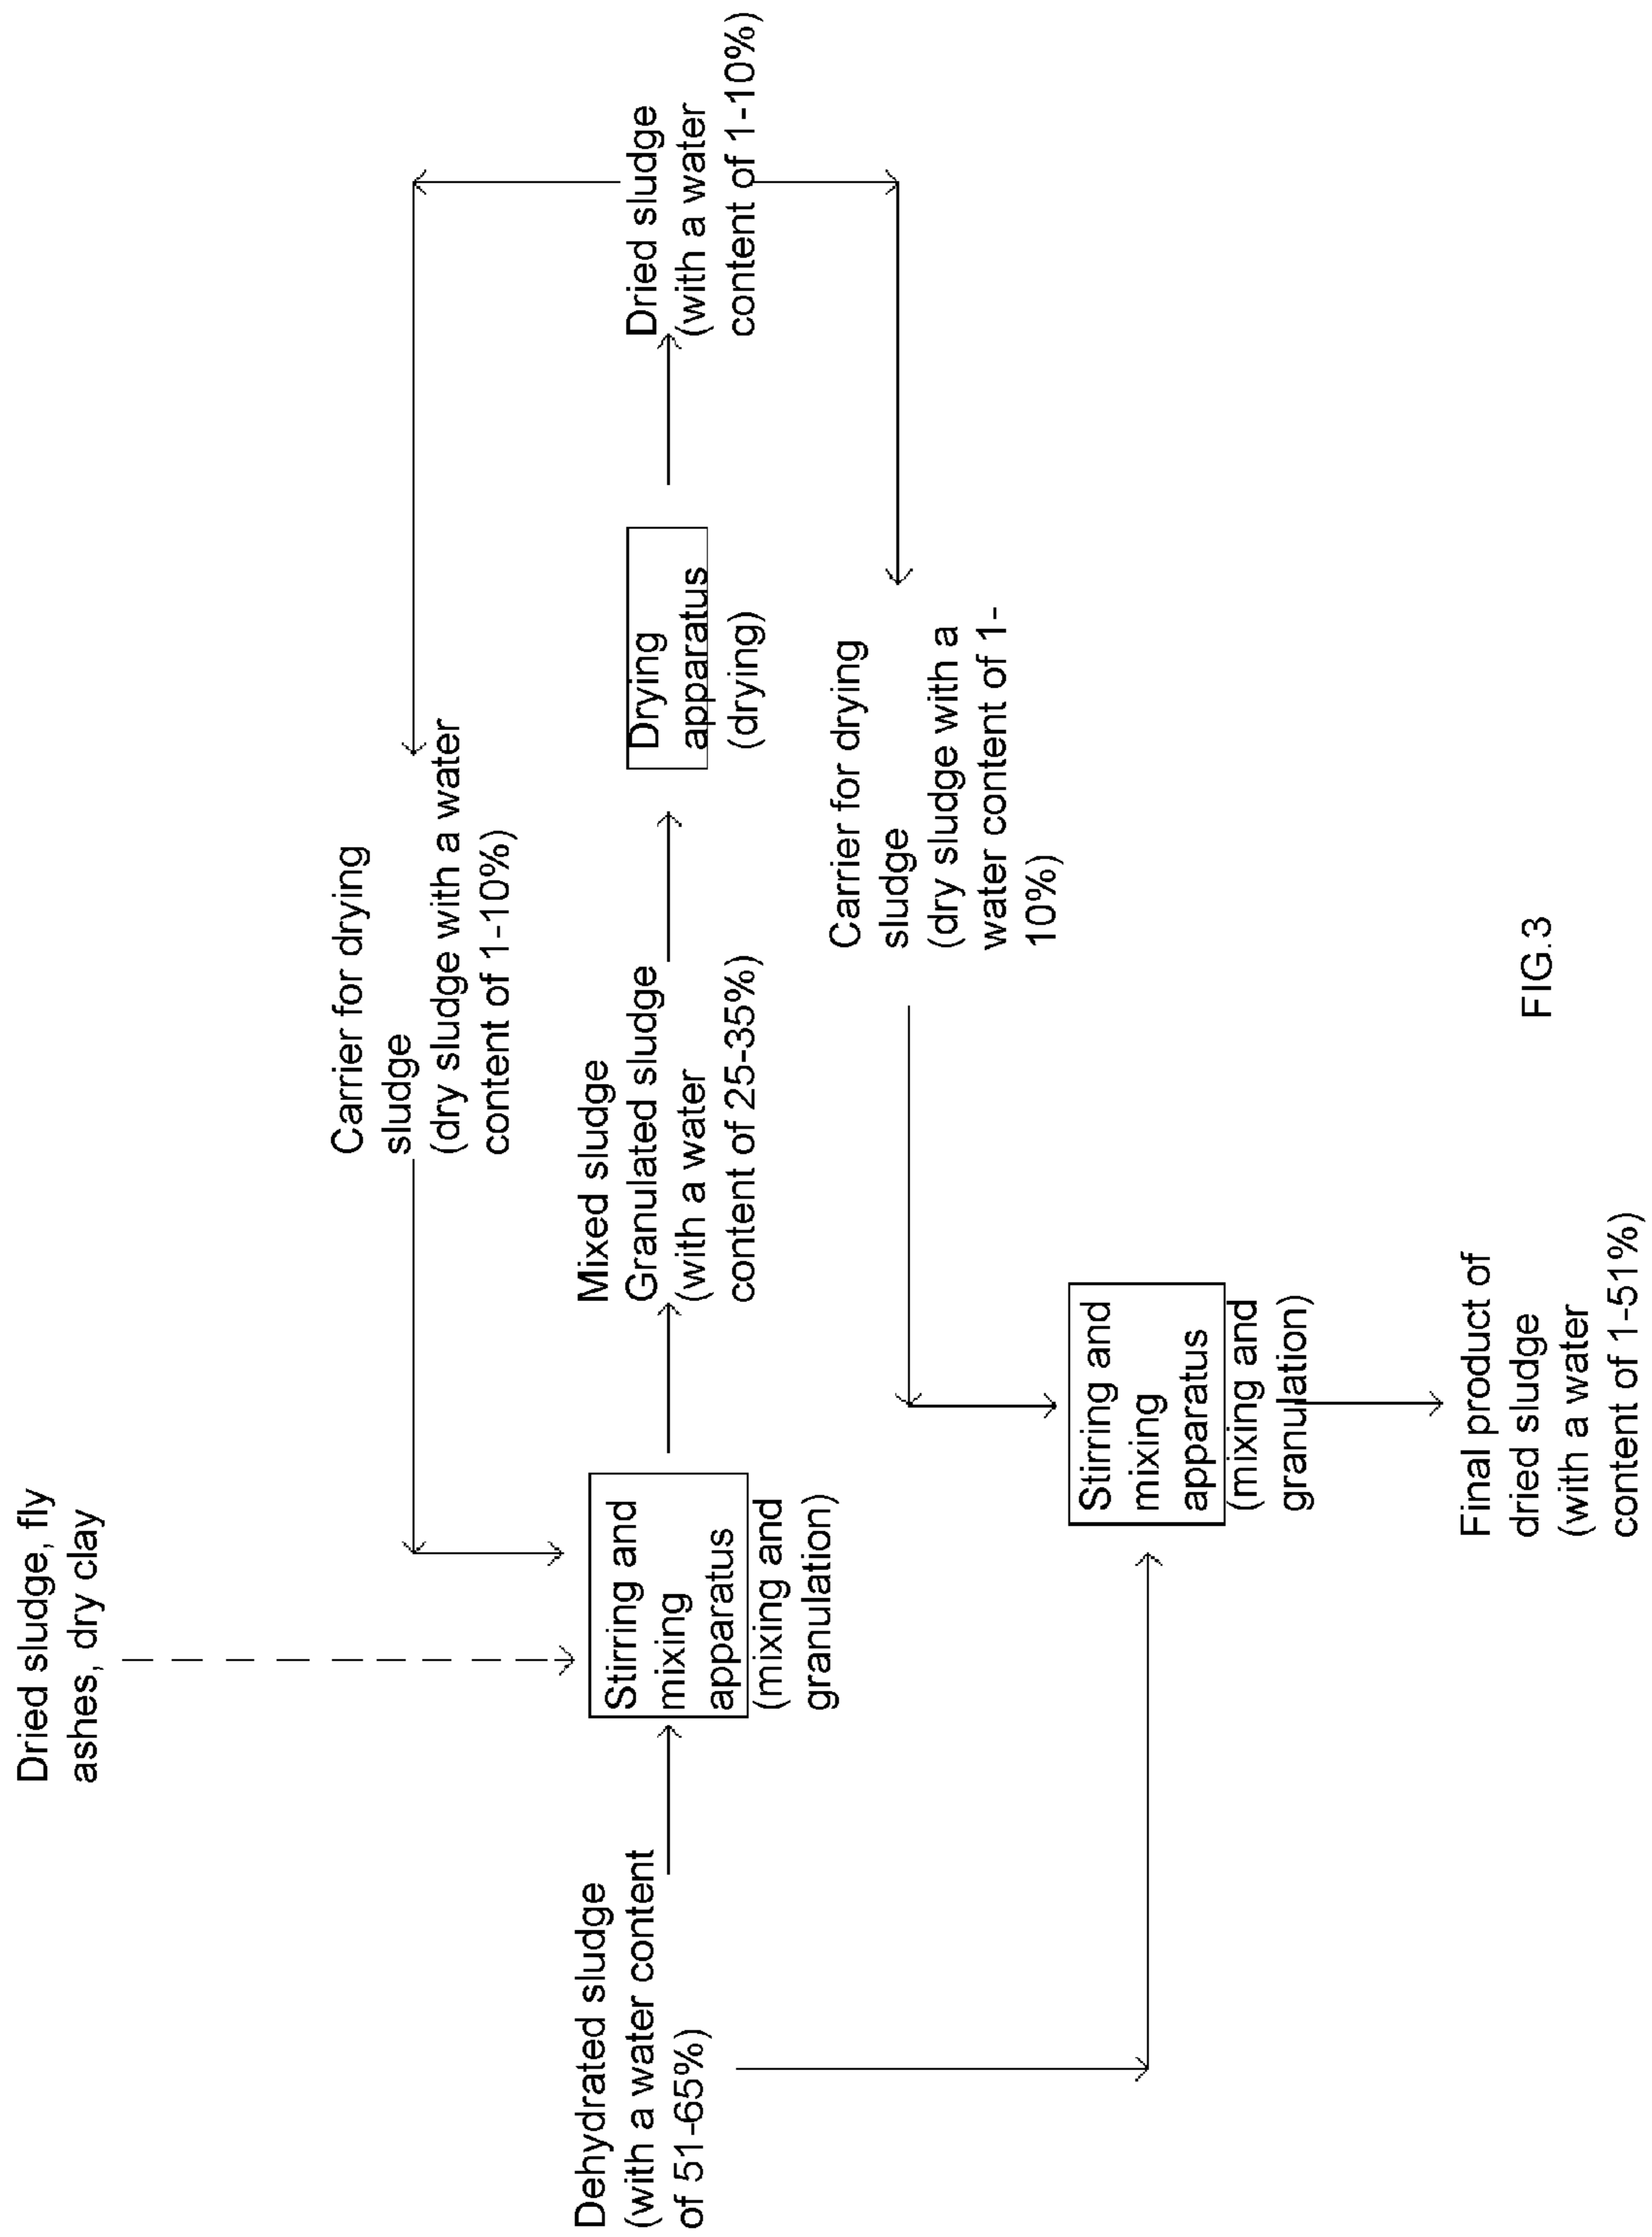 Dried sludge, fly
ashes, dry clay
Carrier for drying
sludge
(dry sludge with a water
content of 1-10%)
Dehydrated sludge
(with a water content
of 51-65%)
Stirring and
mixing
apparatus
(mixing and
granulation)
Mixed sludge
Granulated sludge
(with a water
content of 25-35%)
Drying
apparatus
(drying)
Dried sludge
(with a water
content of 1-10%)
Carrier for drying
sludge
(dry sludge with a
water content of 1-
10%)
Stirring and
mixing
apparatus
(mixing and
granulation)
Final product of
dried sludge
(with a water
content of 1-51%)
FIG.3